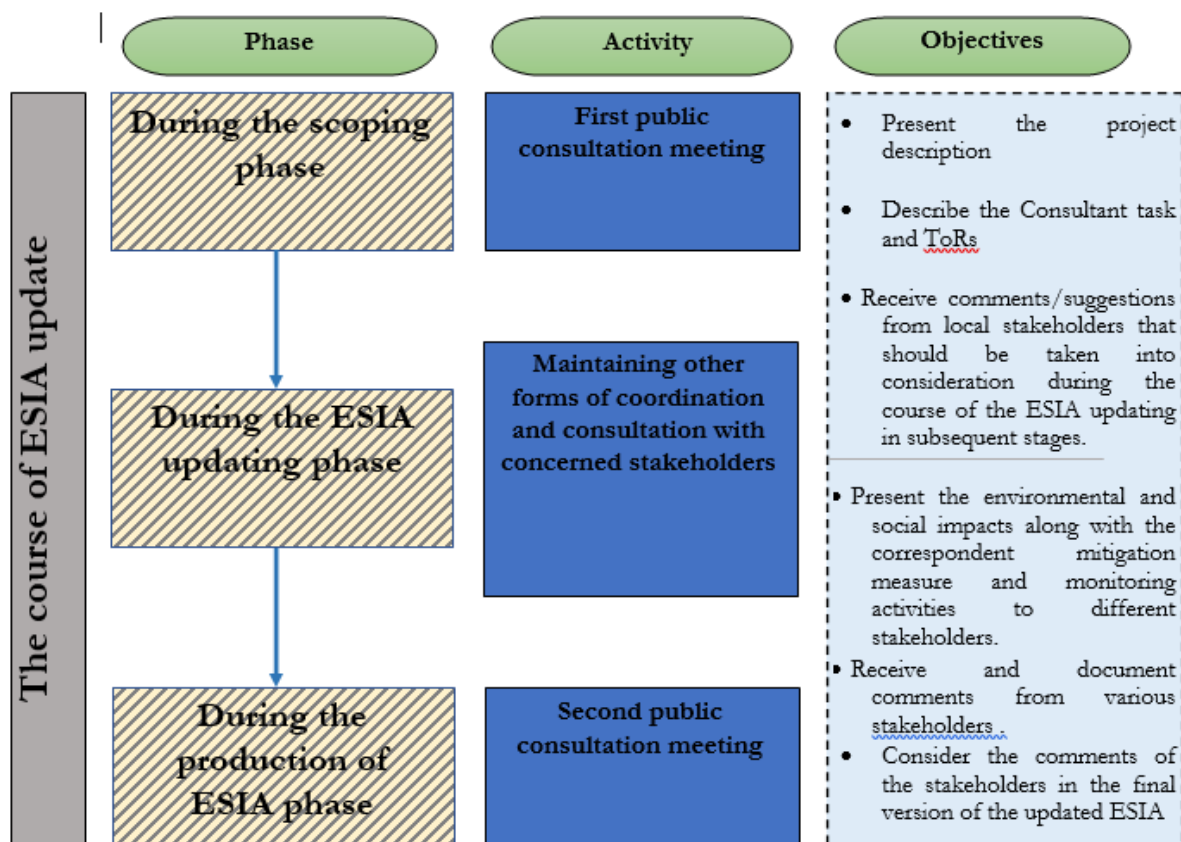 Phase
Activity
Objectives
The course of ESIA update
During the scoping
phase
First public
consultation meeting
• Present the project
description
• Describe the Consultant task
and ToRs
• Receive comments/suggestions
from local stakeholders that
should be taken into
consideration during the
course of the ESIA updating
in subsequent stages.
During the ESIA
updating phase
Maintaining other
forms of coordination
and consultation with
concerned stakeholders
• Present the environmental and
social impacts along with the
correspondent mitigation
measure and monitoring
activities to different
stakeholders.
• Receive and document
comments from various
stakeholders .
• Consider the comments of
the stakeholders in the final
version of the updated ESIA
During the
production of
ESIA phase
Second public
consultation meeting